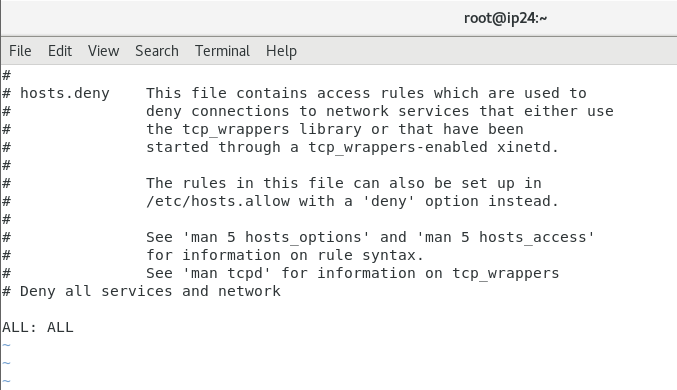 root@ip24:~
File Edit View Search Terminal Help
#
# hosts.deny    This file contains access rules which are used to
#               deny connections to network services that either use
#               the tcp_wrappers library or that have been
#               started through a tcp_wrappers-enabled xinetd.
#
#               The rules in this file can also be set up in
#               /etc/hosts.allow with a 'deny' option instead.
#
#               See 'man 5 hosts_options' and 'man 5 hosts_access'
#               for information on rule syntax.
#               See 'man tcpd' for information on tcp_wrappers
# Deny all services and network

ALL: ALL
~
~
~